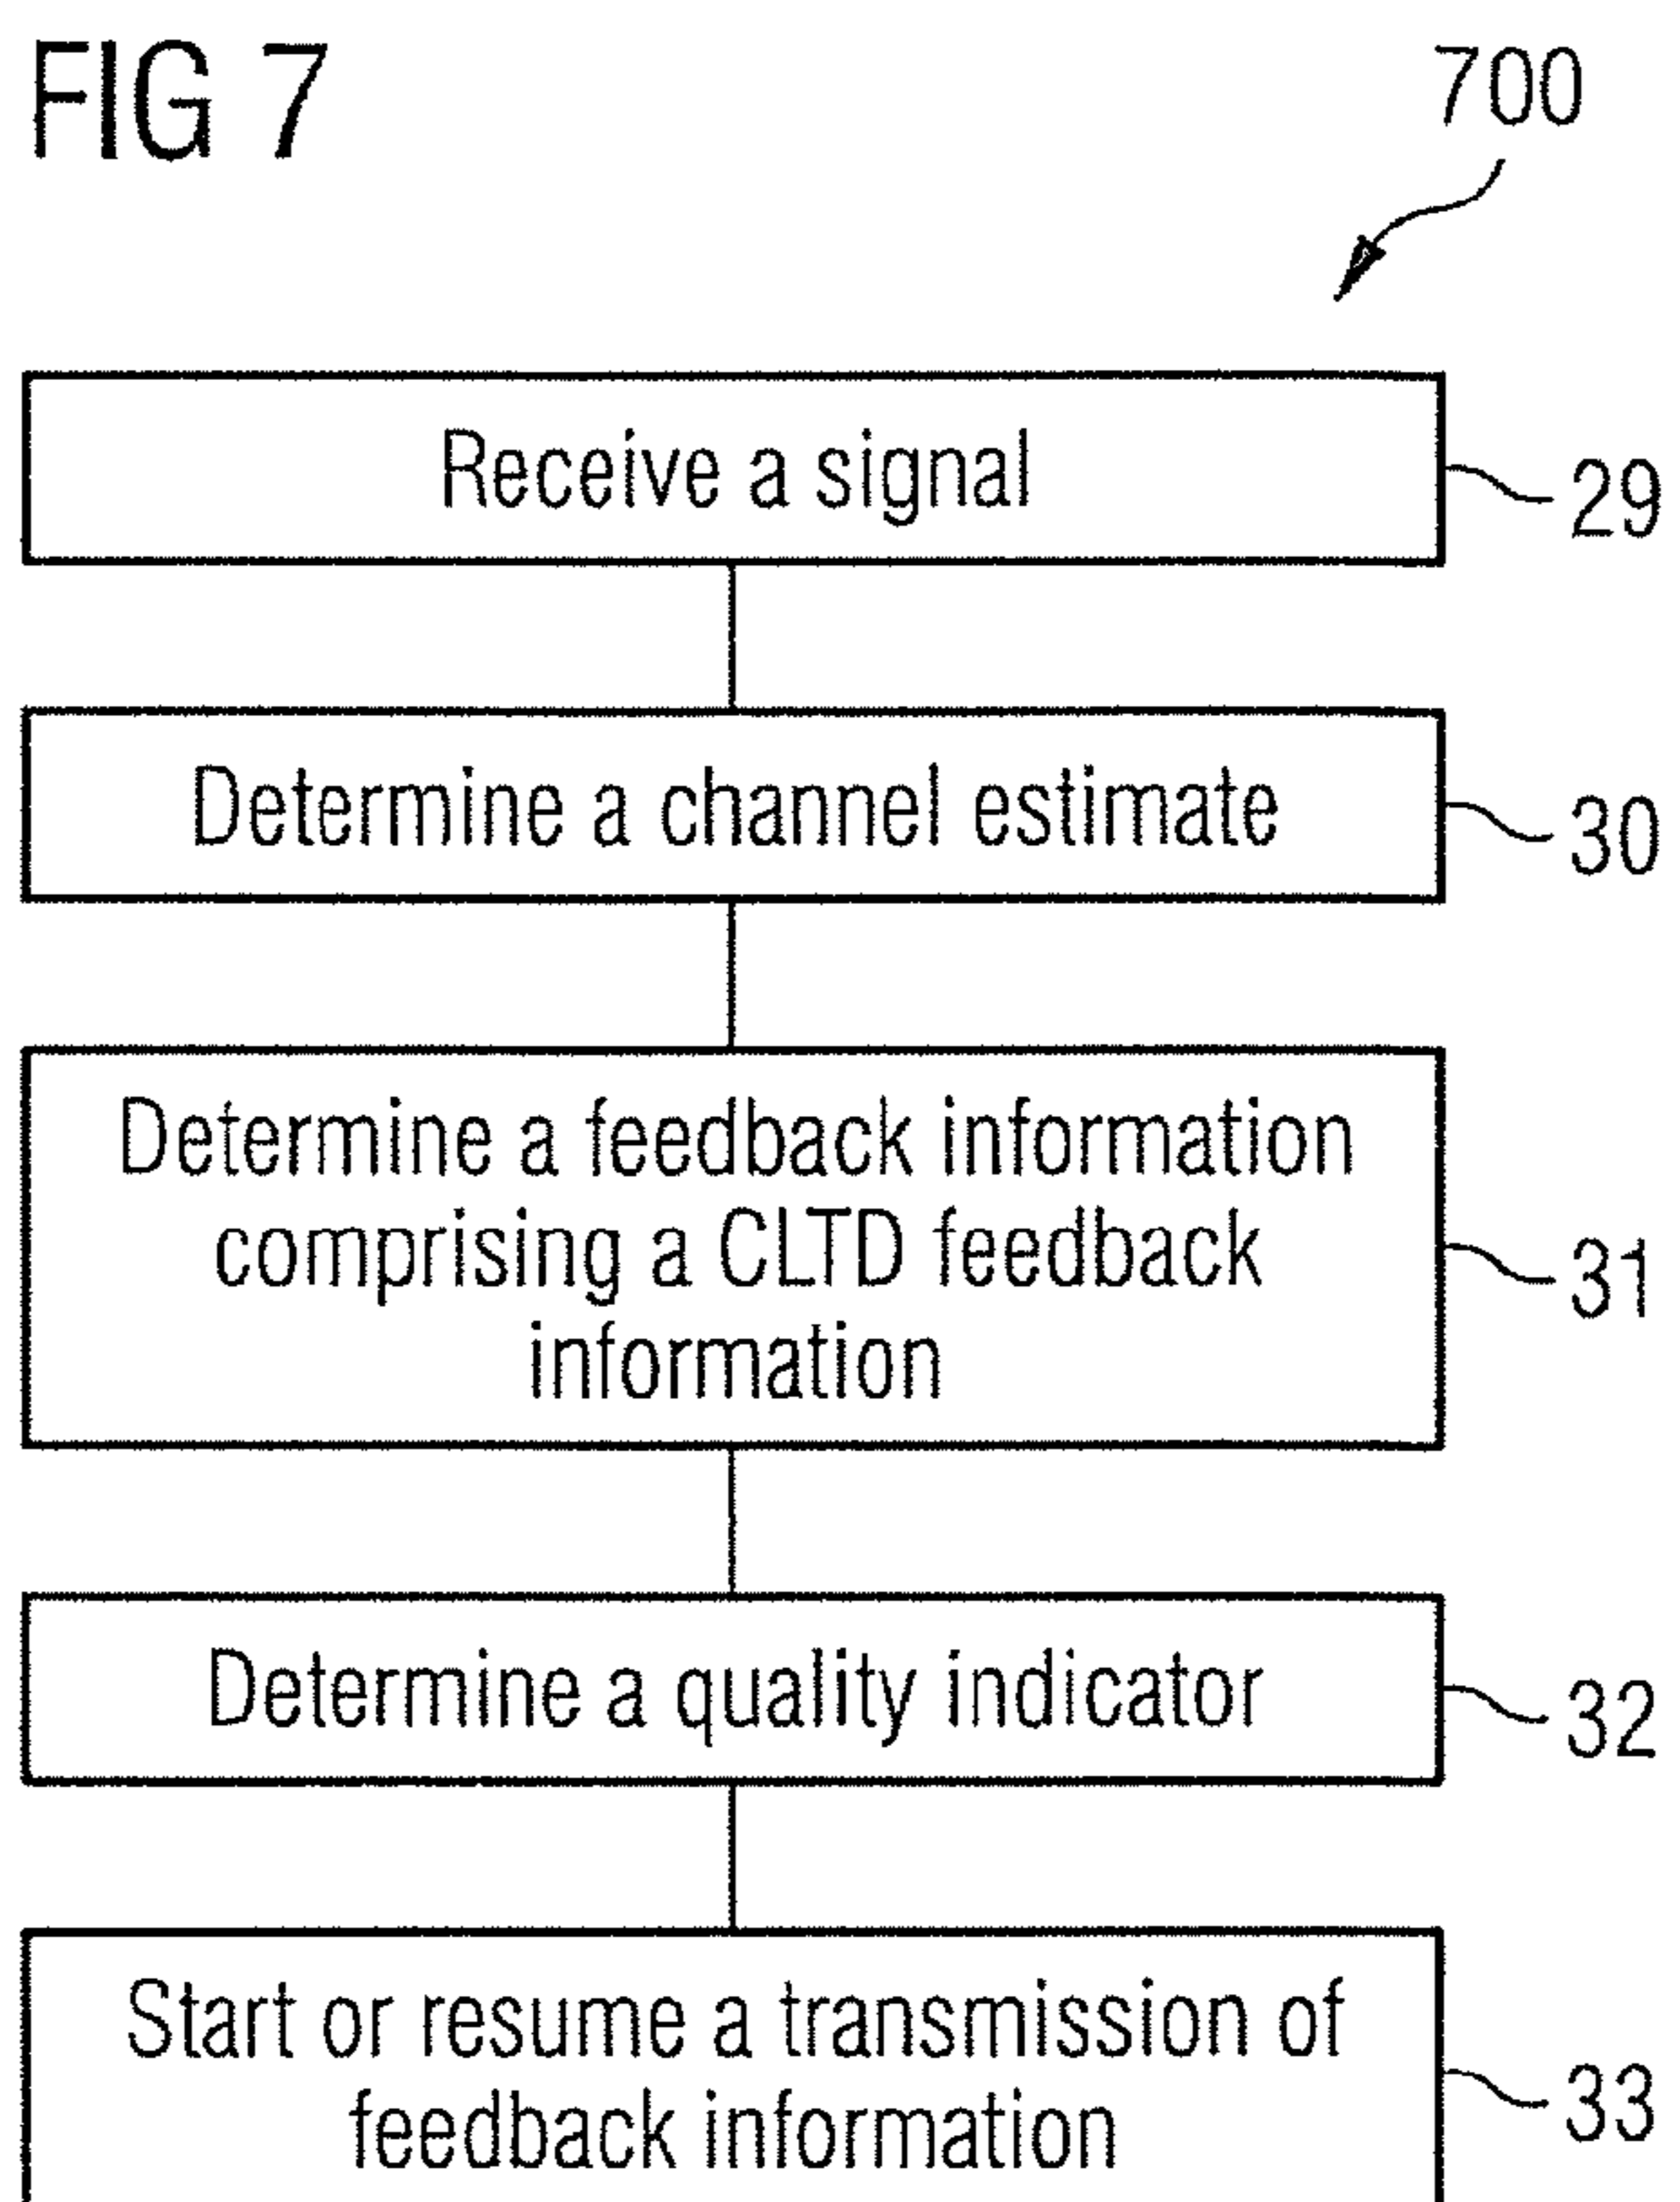 FIG 7
700
Receive a signal
29
Determine a channel estimate
30
Determine a feedback information
comprising a CLTD feedback
information
31
Determine a quality indicator
32
Start or resume a transmission of
feedback information
33